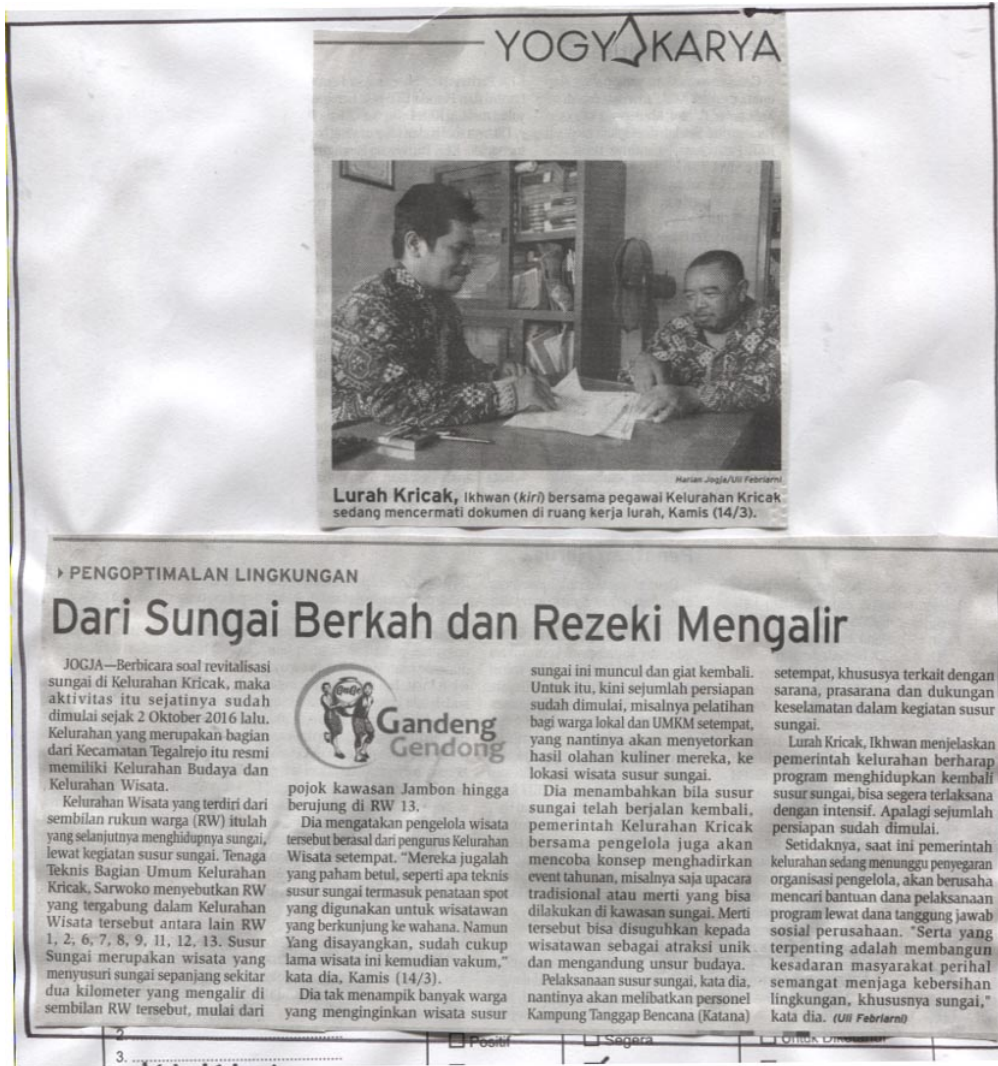 YOGYAKARYA
Harian Jogja/Uli Febriarni
Lurah Kricak, Ikhwan (kiri) bersama pegawai Kelurahan Kricak
sedang mencermati dokumen di ruang kerja lurah, Kamis (14/3).
PENGOPTIMALAN LINGKUNGAN
Dari Sungai Berkah dan Rezeki Mengalir
JOGJA—Berbicara soal revitalisasi
sungai di Kelurahan Kricak, maka
aktivitas itu sejatinya sudah
dimulai sejak 2 Oktober 2016 lalu.
Kelurahan yang merupakan bagian
dari Kecamatan Tegalrejo itu resmi
memiliki Kelurahan Budaya dan
Kelurahan Wisata.
Kelurahan Wisata yang terdiri dari
sembilan rukun warga (RW) itulah
yang selanjutnya menghidupnya sungai,
lewat kegiatan susur sungai. Tenaga
Teknis Bagian Umum Kelurahan
Kricak, Sarwoko menyebutkan RW
yang tergabung dalam Kelurahan
Wisata tersebut antara lain RW
1, 2, 6, 7, 8, 9, 11, 12, 13. Susur
Sungai merupakan wisata yang
menyusuri sungai sepanjang sekitar
dua kilometer yang mengalir di
sembilan RW tersebut, mulai dari
Gandeng
Gendong
pojok kawasan Jambon hingga
berujung di RW 13.
Dia mengatakan pengelola wisata
tersebut berasal dari pengurus Kelurahan
Wisata setempat. "Mereka jugalah
yang paham betul, seperti apa teknis
susur sungai termasuk penataan spot
yang digunakan untuk wisatawan
yang berkunjung ke wahana. Namun
Yang disayangkan, sudah cukup
lama wisata ini kemudian vakum,"
kata dia, Kamis (14/3).
Dia tak menampik banyak warga
yang menginginkan wisata susur
sungai ini muncul dan giat kembali.
Untuk itu, kini sejumlah persiapan
sudah dimulai, misalnya pelatihan
bagi warga lokal dan UMKM setempat,
yang nantinya akan menyetorkan
hasil olahan kuliner mereka, ke
lokasi wisata susur sungai.
Dia menambahkan bila susur
sungai telah berjalan kembali,
pemerintah Kelurahan Kricak
bersama pengelola juga akan
mencoba konsep menghadirkan
event tahunan, misalnya saja upacara
tradisional atau merti yang bisa
dilakukan di kawasan sungai. Merti
tersebut bisa disuguhkan kepada
wisatawan sebagai atraksi unik
dan mengandung unsur budaya.
Pelaksanaan susur sungai, kata dia,
nantinya akan melibatkan personel
Kampung Tanggap Bencana (Katana)
setempat, khususya terkait dengan
sarana, prasarana dan dukungan
keselamatan dalam kegiatan susur
sungai.
Lurah Kricak, Ikhwan menjelaskan
pemerintah kelurahan berharap
program menghidupkan kembali
susur sungai, bisa segera terlaksana
dengan intensif. Apalagi sejumlah
persiapan sudah dimulai.
Setidaknya, saat ini pemerintah
kelurahan sedang menunggu penyegaran
organisasi pengelola, akan berusaha
mencari bantuan dana pelaksanaan
program lewat dana tanggung jawab
sosial perusahaan. "Serta yang
terpenting adalah membangun
kesadaran masyarakat perihal
semangat menjaga kebersihan
lingkungan, khususnya sungai,"
kata dia. (Uli Febriarni)
2. Positif Segera
3.